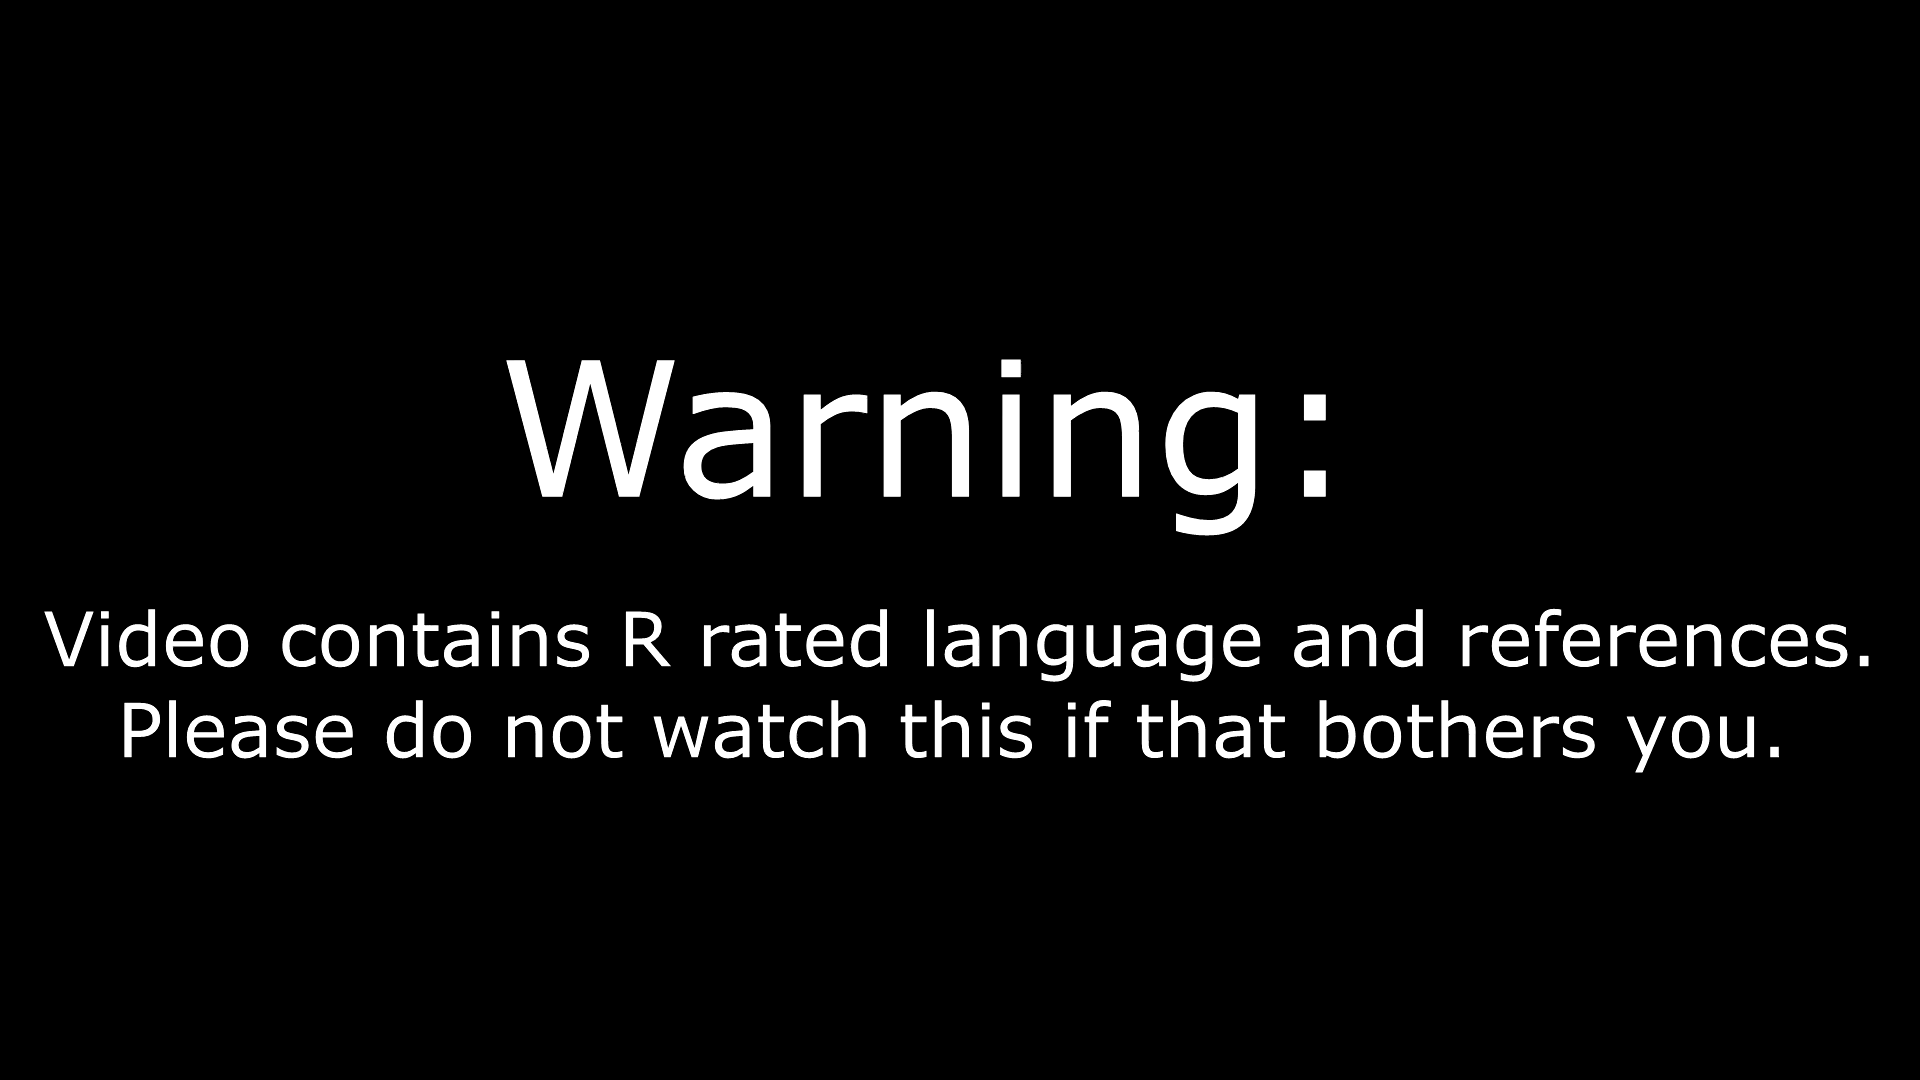 Warning:
Video contains R rated language and references.
Please do not watch this if that bothers you.